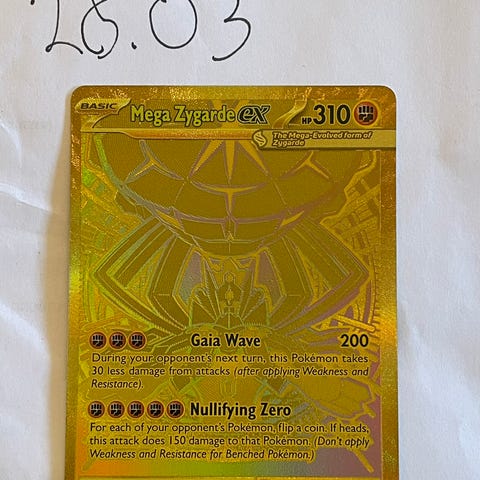 28.03
BASIC Mega Zygarde ex HP 310
The Mega-Evolved form of
Zygarde
Gaia Wave 200
During your opponent's next turn, this Pokémon takes
30 less damage from attacks (after applying Weakness and
Resistance).
Nullifying Zero
For each of your opponent's Pokémon, flip a coin. If heads,
this attack does 150 damage to that Pokémon. (Don't apply
Weakness and Resistance for Benched Pokémon.)